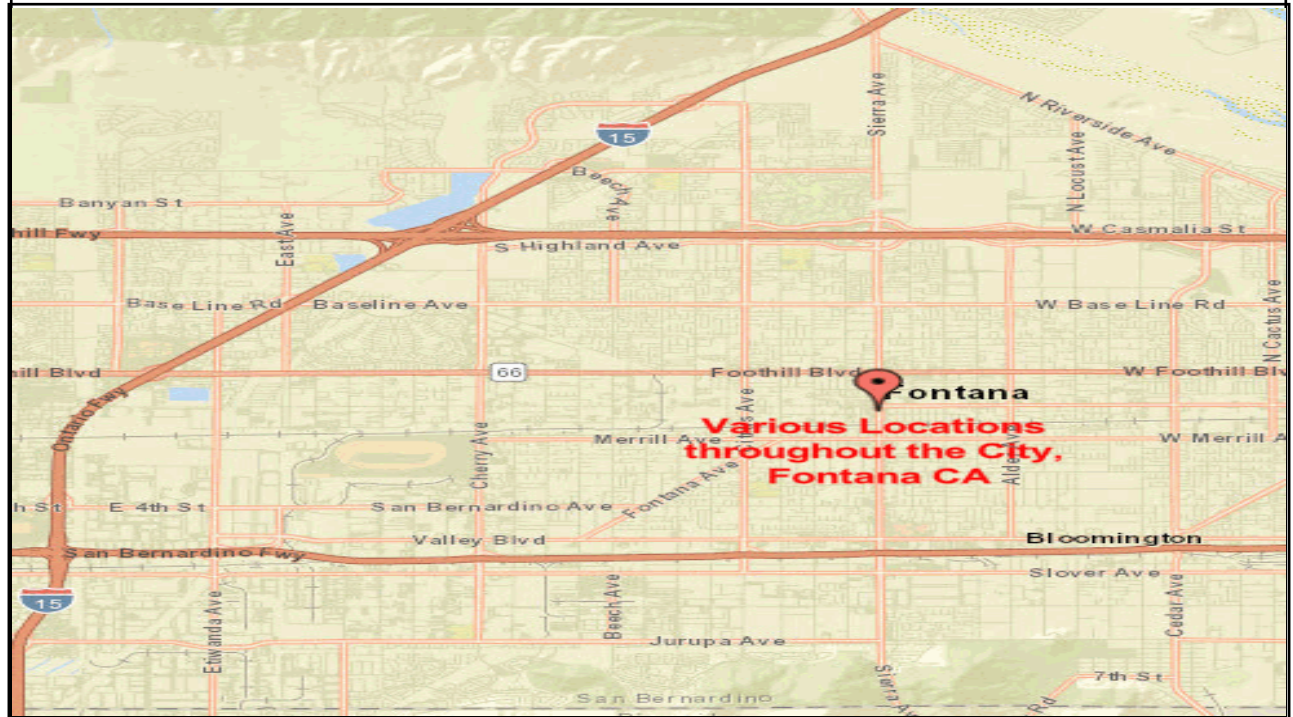 15
Sierra Ave
N Riverside Ave
N Locust Ave
Beech Ave
Banyan St
hill Fwy
East Ave
S Highland Ave
W Casmalia St
Base Line Rd
Baseline Ave
W Base Line Rd
N Cactus Ave
hill Blvd
66
Foothill Blvd
W Foothill Blv
Fontana
Ontario Fwy
Cherry Ave
Merrill Ave
Various Locations
throughout the City,
Fontana CA
Alder Ave
W Merrill A
Fontana Ave
h St
E 4th St
San Bernardino Ave
Valley Blvd
Bloomington
San Bernardino Fwy
Slover Ave
15
Etiwanda Ave
Beech Ave
Cedar Ave
Jurupa Ave
7th St
San Bernardino